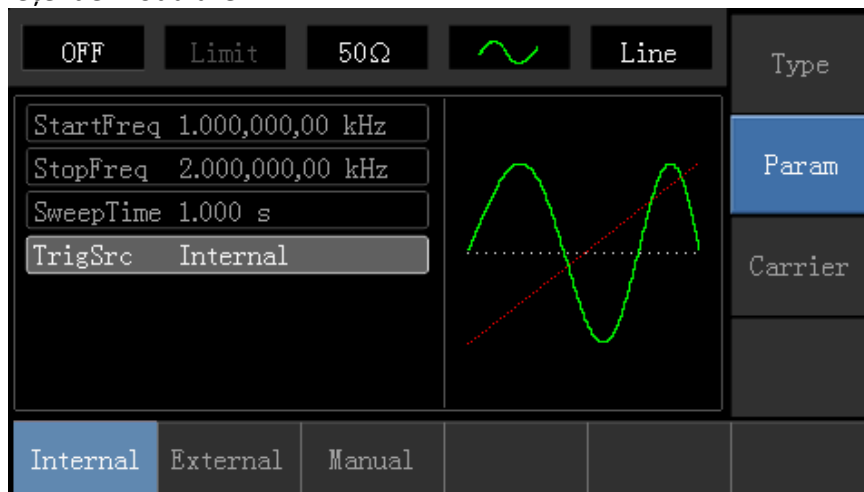 OFF Limit 50Ω Line
Type
StartFreq 1.000,000,00 kHz
StopFreq 2.000,000,00 kHz
SweepTime 1.000 s
TrigSrc Internal
Param
Carrier
Internal External Manual